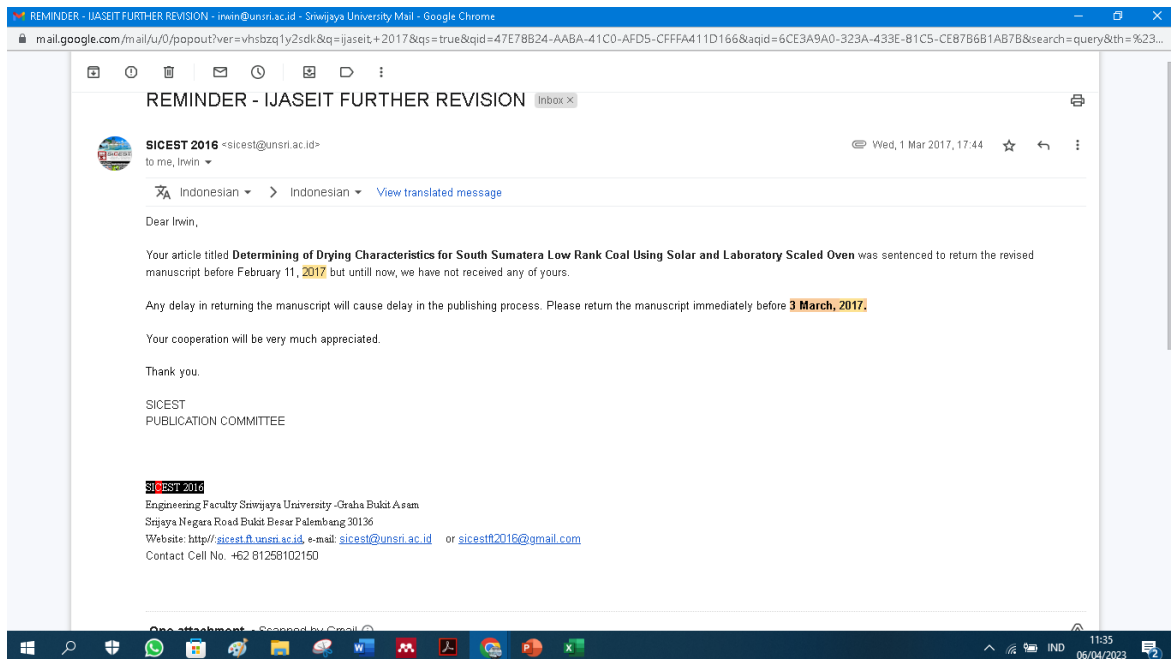 REMINDER - IJASEIT FURTHER REVISION - irwin@unsri.ac.id - Sriwijaya University Mail - Google Chrome
mail.google.com/mail/u/0/popout?ver=vhsbzq1y2sdk&q=ijaseit,+2017&qs=true&qid=47E78B24-AABA-41C0-AFD5-CFFFA411D166&aqid=6CE3A9A0-323A-433E-81C5-CE87B6B1AB7B&search=query&th=%23...
REMINDER - IJASEIT FURTHER REVISION Inbox ×
SICEST 2016 <sicest@unsri.ac.id> Wed, 1 Mar 2017, 17:44
to me, Irwin
Indonesian > Indonesian View translated message
Dear Irwin,
Your article titled Determining of Drying Characteristics for South Sumatera Low Rank Coal Using Solar and Laboratory Scaled Oven was sentenced to return the revised
manuscript before February 11, 2017 but untill now, we have not received any of yours.
Any delay in returning the manuscript will cause delay in the publishing process. Please return the manuscript immediately before 3 March, 2017.
Your cooperation will be very much appreciated.
Thank you.
SICEST
PUBLICATION COMMITTEE
SICEST 2016
Engineering Faculty Sriwijaya University -Graha Bukit Asam
Srijaya Negara Road Bukit Besar Palembang 30136
Website: http//:sicest.ft.unsri.ac.id, e-mail: sicest@unsri.ac.id or sicestft2016@gmail.com
Contact Cell No. +62 81258102150
One attachment • Scanned by Gmail
IND
11:35
06/04/2023